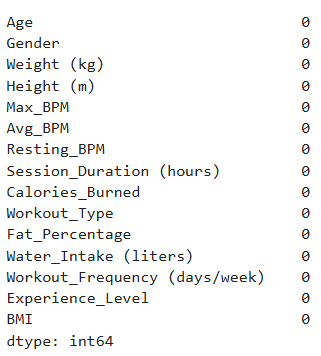 Age 0
Gender 0
Weight (kg) 0
Height (m) 0
Max_BPM 0
Avg_BPM 0
Resting_BPM 0
Session_Duration (hours) 0
Calories_Burned 0
Workout_Type 0
Fat_Percentage 0
Water_Intake (liters) 0
Workout_Frequency (days/week) 0
Experience_Level 0
BMI 0
dtype: int64